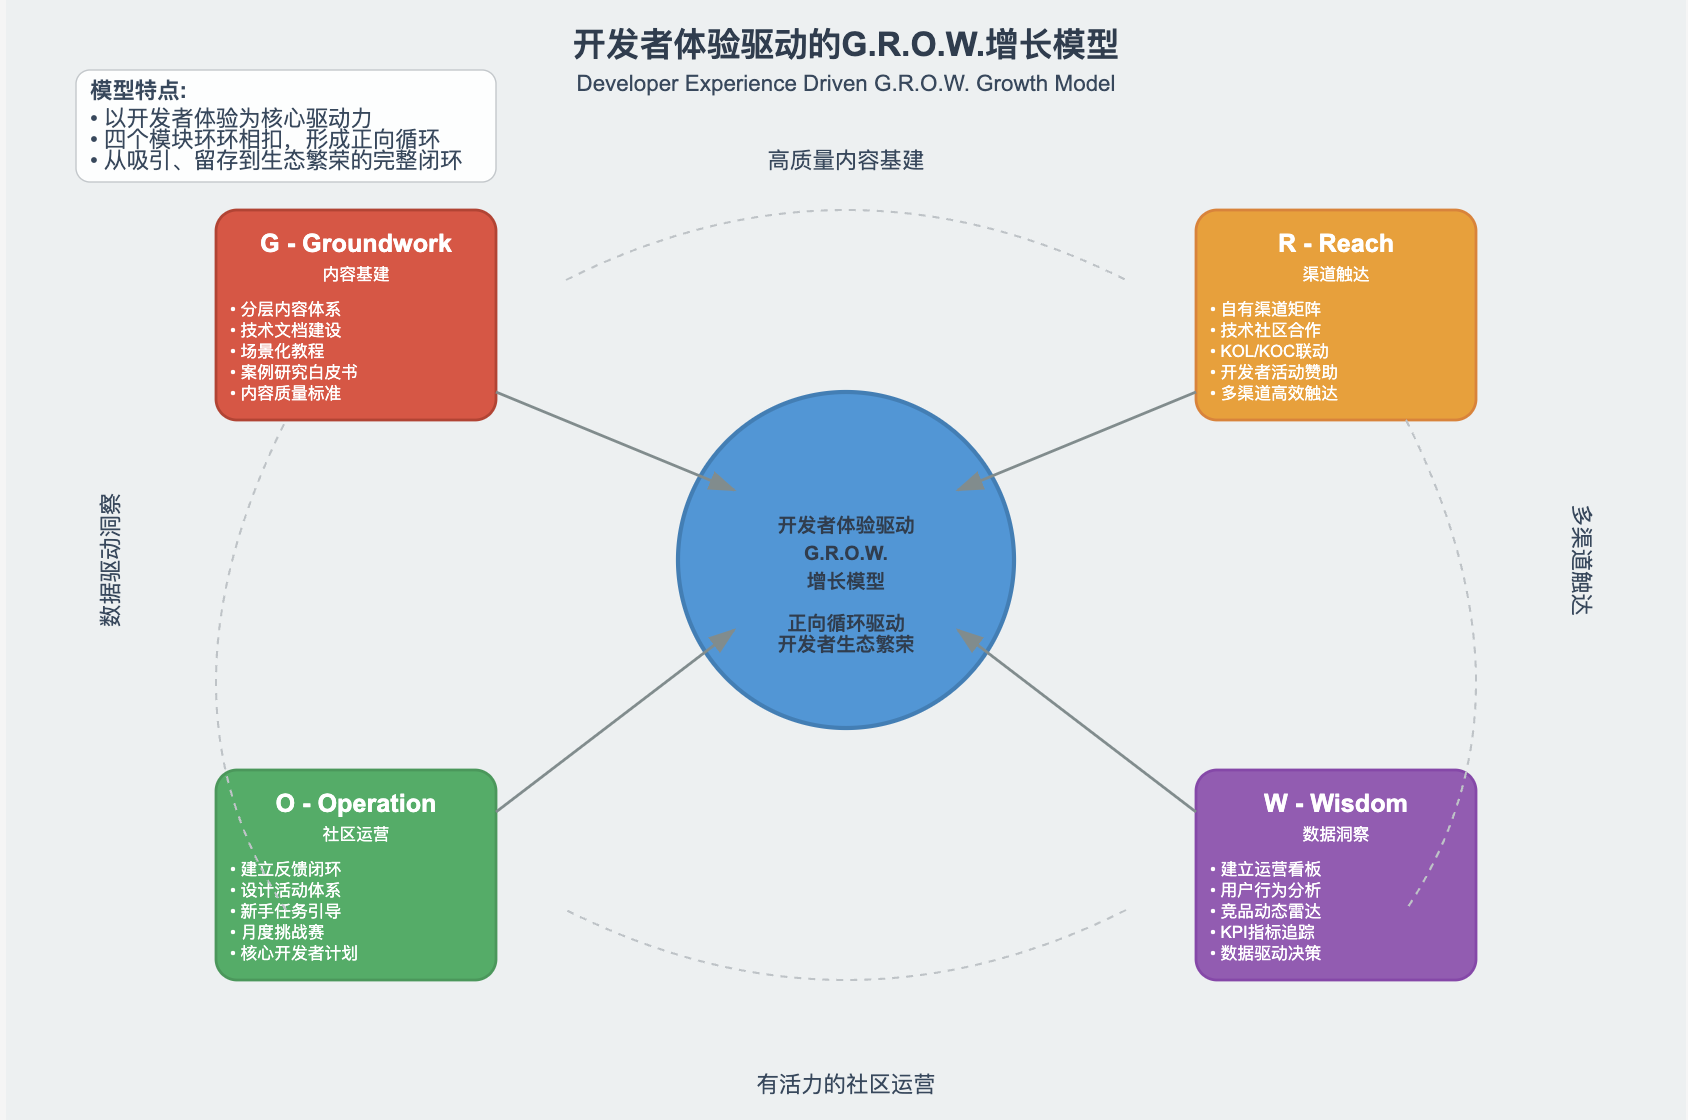 开发者体验驱动的G.R.O.W.增长模型
Developer Experience Driven G.R.O.W. Growth Model
模型特点:
• 以开发者体验为核心驱动力
• 四个模块环环相扣，形成正向循环
• 从吸引、留存到生态繁荣的完整闭环
高质量内容基建
G - Groundwork
内容基建
• 分层内容体系
• 技术文档建设
• 场景化教程
• 案例研究白皮书
• 内容质量标准
R - Reach
渠道触达
• 自有渠道矩阵
• 技术社区合作
• KOL/KOC联动
• 开发者活动赞助
• 多渠道高效触达
数据驱动洞察
开发者体验驱动
G.R.O.W.
增长模型
正向循环驱动
开发者生态繁荣
多渠道触达
O - Operation
社区运营
• 建立反馈闭环
• 设计活动体系
• 新手任务引导
• 月度挑战赛
• 核心开发者计划
W - Wisdom
数据洞察
• 建立运营看板
• 用户行为分析
• 竞品动态雷达
• KPI指标追踪
• 数据驱动决策
有活力的社区运营